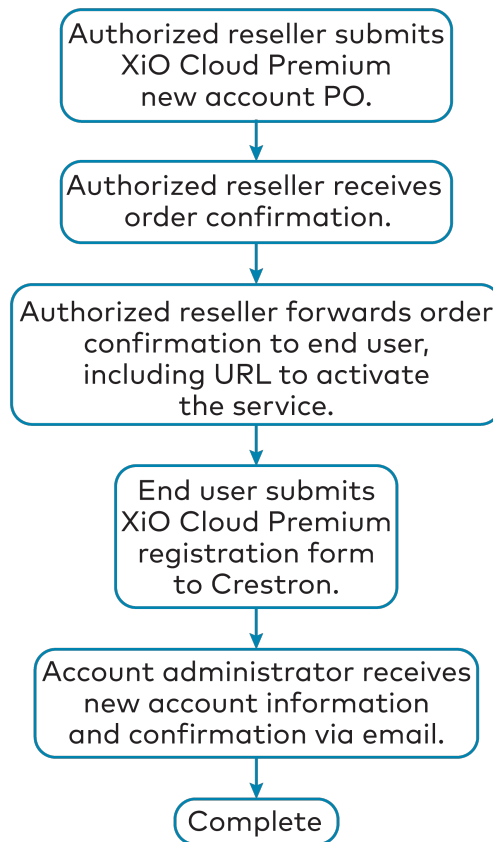 Authorized reseller submits
XiO Cloud Premium
new account PO.
Authorized reseller receives
order confirmation.
Authorized reseller forwards order
confirmation to end user,
including URL to activate
the service.
End user submits
XiO Cloud Premium
registration form
to Crestron.
Account administrator receives
new account information
and confirmation via email.
Complete